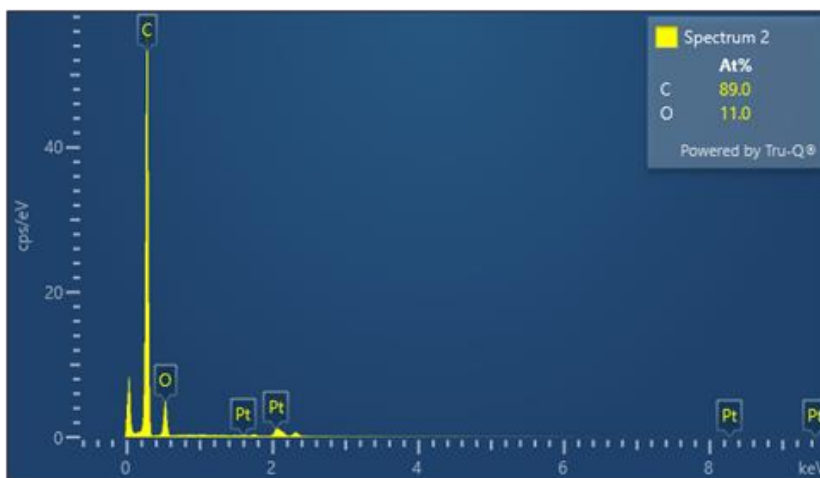 C
Spectrum 2
At%
C 89.0
O 11.0
Powered by Tru-Q®
40
cps/eV
20
O
Pt
Pt
Pt
Pt
0
0 2 4 6 8 keV